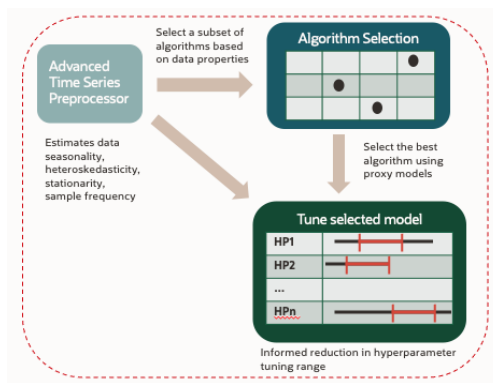 Select a subset of
algorithms based
on data properties
Advanced
Time Series
Preprocessor
Algorithm Selection
Estimates data
seasonality,
heteroskedasticity,
stationarity,
sample frequency
Select the best
algorithm using
proxy models
Tune selected model
HP1
HP2
...
HPn
Informed reduction in hyperparameter
tuning range